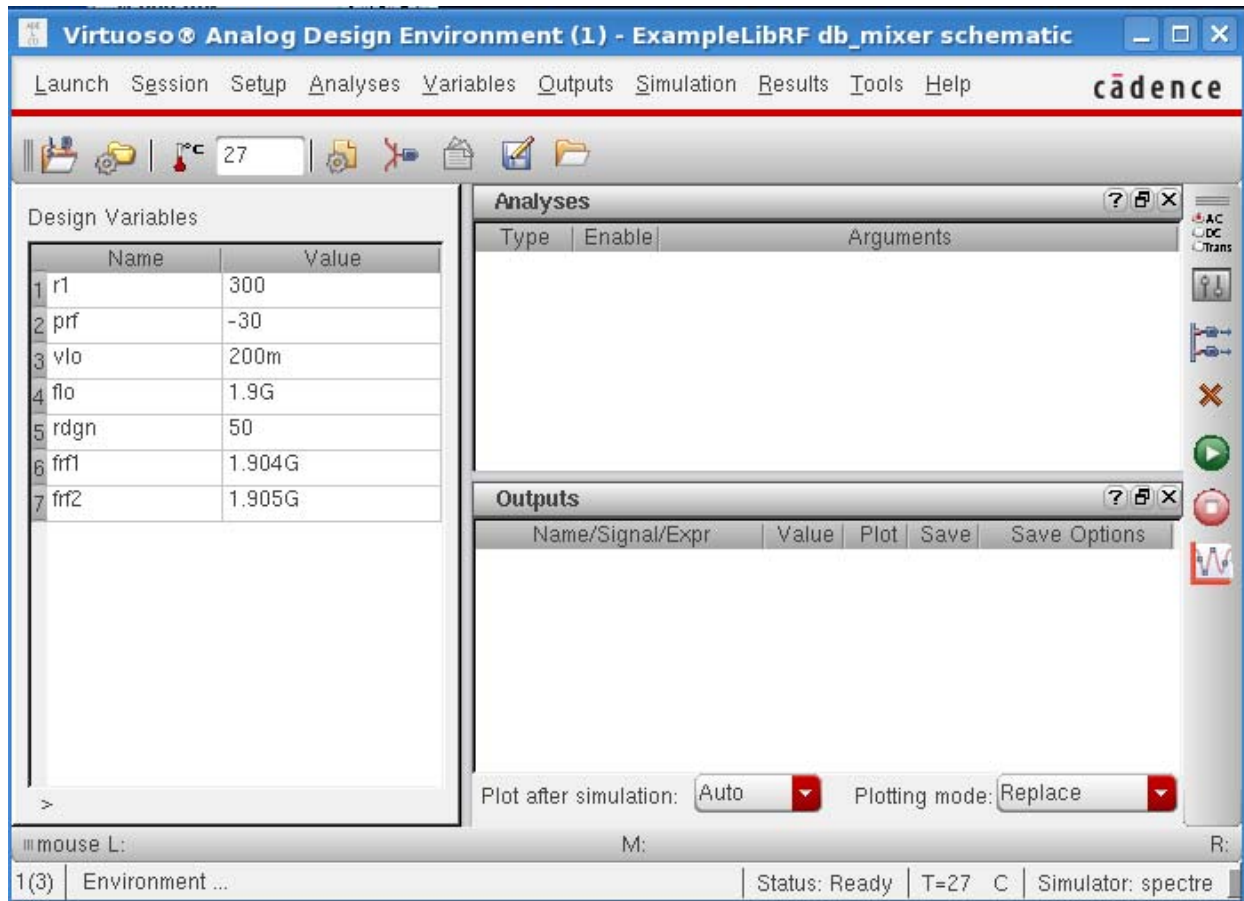 Virtuoso® Analog Design Environment (1) - ExampleLibRF db_mixer schematic
Launch Session Setup Analyses Variables Outputs Simulation Results Tools Help cādence
°C 27
Design Variables
Name Value
1 r1 300
2 prf -30
3 vlo 200m
4 flo 1.9G
5 rdgn 50
6 frf1 1.904G
7 frf2 1.905G
>
Analyses ? X
Type Enable Arguments
Outputs ? X
Name/Signal/Expr Value Plot Save Save Options
Plot after simulation: Auto Plotting mode: Replace
AC
DC
Trans
mouse L: M: R:
1(3) Environment ... Status: Ready T=27 C Simulator: spectre